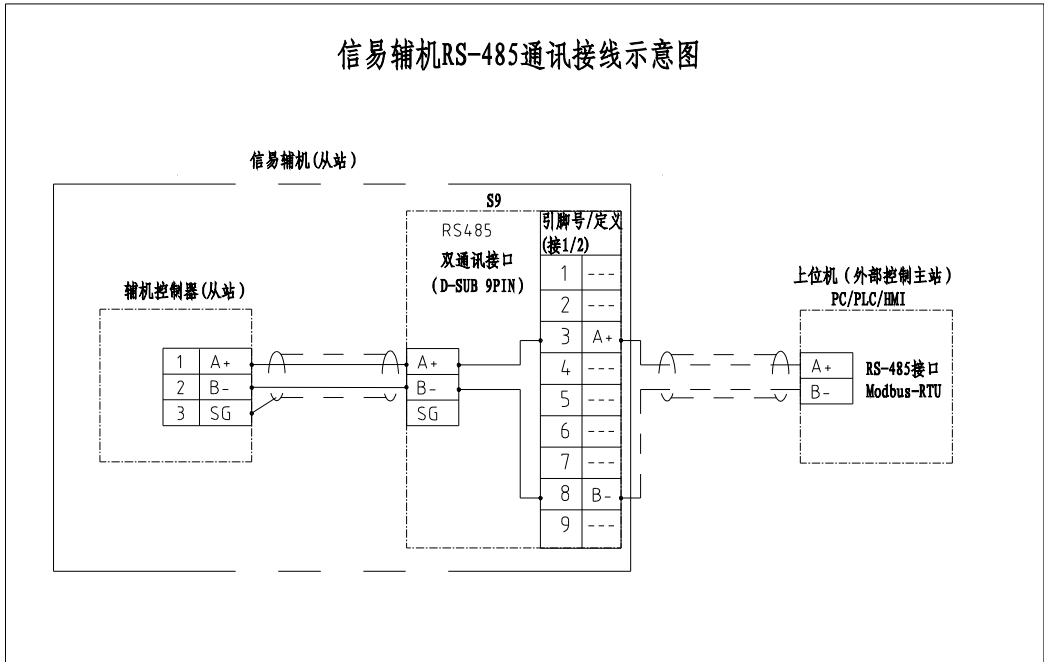 信易辅机RS-485通讯接线示意图
信易辅机(从站)
S9
RS485
双通讯接口
(D-SUB 9PIN)
引脚号/定义
(接1/2)
1 ---
2 ---
3 A+
4 ---
5 ---
6 ---
7 ---
8 B-
9 ---
辅机控制器(从站)
1 A+
2 B-
3 SG
A+
B-
SG
上位机(外部控制主站)
PC/PLC/HMI
A+
B-
RS-485接口
Modbus-RTU